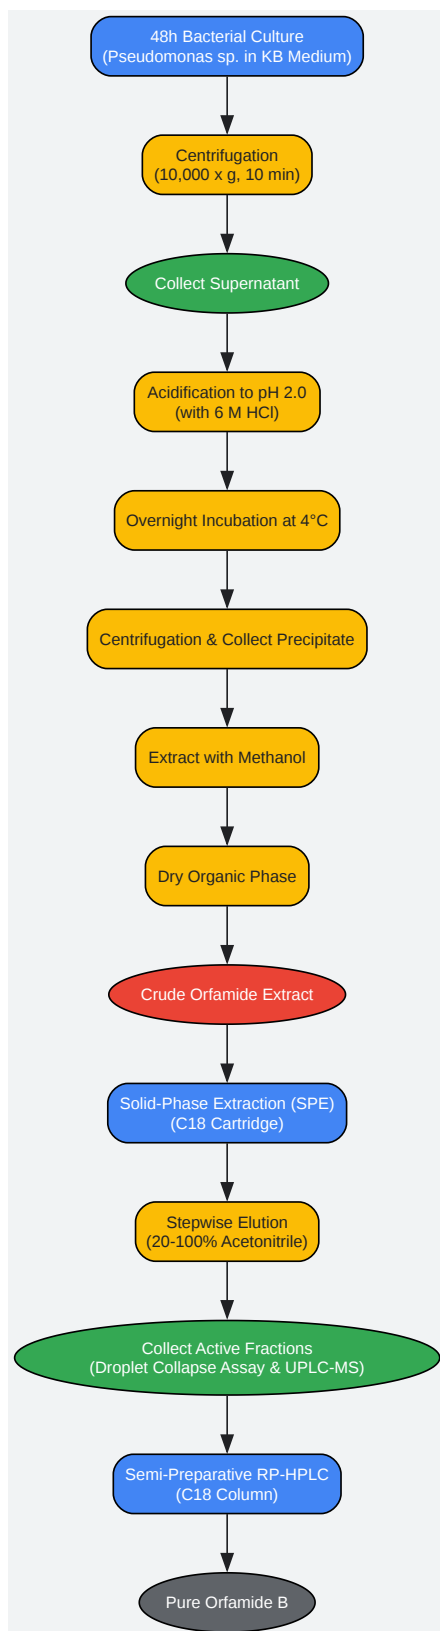 48h Bacterial Culture
(Pseudomonas sp. in KB Medium)
Centrifugation
(10,000 x g, 10 min)
Collect Supernatant
Acidification to pH 2.0
(with 6 M HCl)
Overnight Incubation at 4°C
Centrifugation & Collect Precipitate
Extract with Methanol
Dry Organic Phase
Crude Orfamide Extract
Solid-Phase Extraction (SPE)
(C18 Cartridge)
Stepwise Elution
(20-100% Acetonitrile)
Collect Active Fractions
(Droplet Collapse Assay & UPLC-MS)
Semi-Preparative RP-HPLC
(C18 Column)
Pure Orfamide B